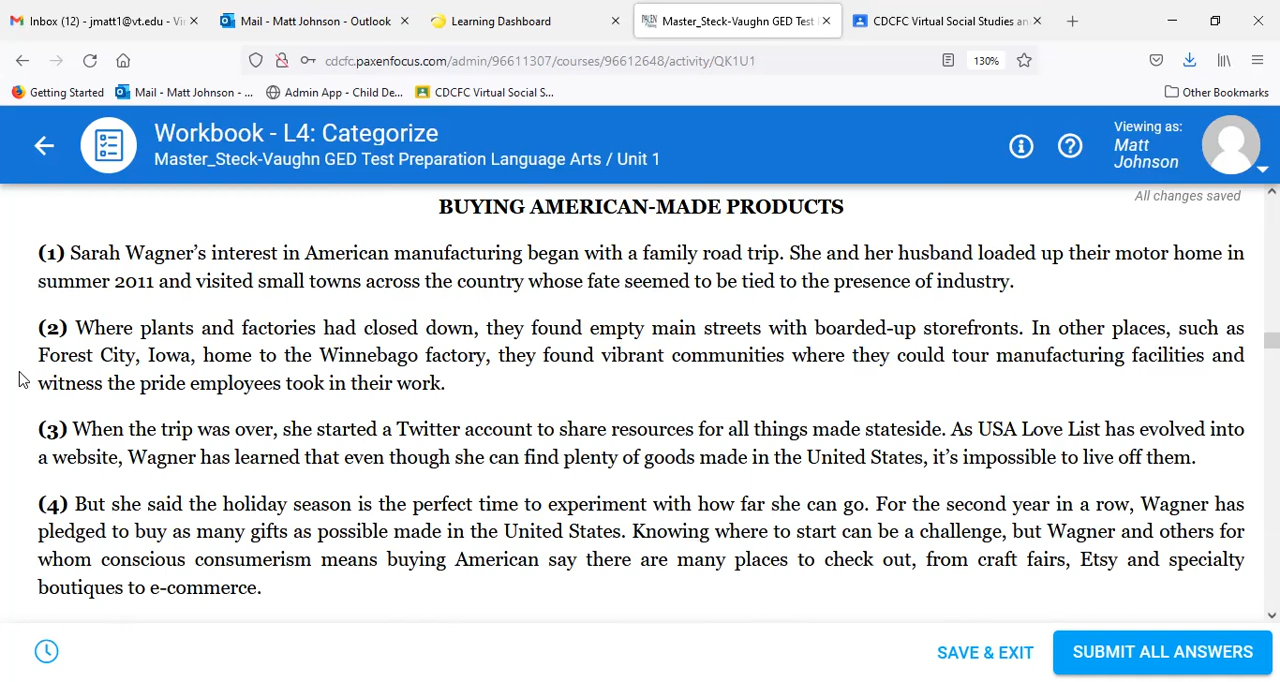 Inbox (12) - jmatt1@vt.edu - Vi
Mail - Matt Johnson - Outlook
Learning Dashboard
Master_Steck-Vaughn GED Test
CDCFC Virtual Social Studies an
cdcfc.paxenfocus.com/admin/96611307/courses/96612648/activity/QK1U1
130%
Getting Started
Mail - Matt Johnson - ...
Admin App - Child De...
CDCFC Virtual Social S...
Other Bookmarks
Workbook - L4: Categorize
Master_Steck-Vaughn GED Test Preparation Language Arts / Unit 1
Viewing as:
Matt
Johnson
All changes saved
BUYING AMERICAN-MADE PRODUCTS
(1) Sarah Wagner's interest in American manufacturing began with a family road trip. She and her husband loaded up their motor home in
summer 2011 and visited small towns across the country whose fate seemed to be tied to the presence of industry.
(2) Where plants and factories had closed down, they found empty main streets with boarded-up storefronts. In other places, such as
Forest City, Iowa, home to the Winnebago factory, they found vibrant communities where they could tour manufacturing facilities and
witness the pride employees took in their work.
(3) When the trip was over, she started a Twitter account to share resources for all things made stateside. As USA Love List has evolved into
a website, Wagner has learned that even though she can find plenty of goods made in the United States, it's impossible to live off them.
(4) But she said the holiday season is the perfect time to experiment with how far she can go. For the second year in a row, Wagner has
pledged to buy as many gifts as possible made in the United States. Knowing where to start can be a challenge, but Wagner and others for
whom conscious consumerism means buying American say there are many places to check out, from craft fairs, Etsy and specialty
boutiques to e-commerce.
SAVE & EXIT
SUBMIT ALL ANSWERS